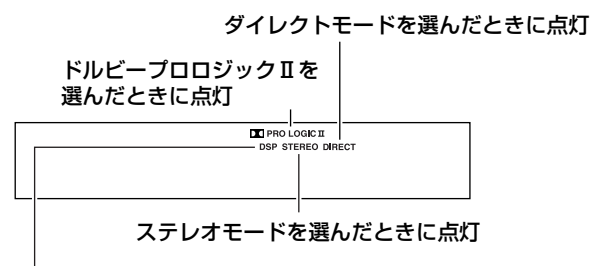 ダイレクトモードを選んだときに点灯
ドルビープロロジックⅡを
選んだときに点灯
PRO LOGIC Ⅱ
DSP STEREO DIRECT
ステレオモードを選んだときに点灯